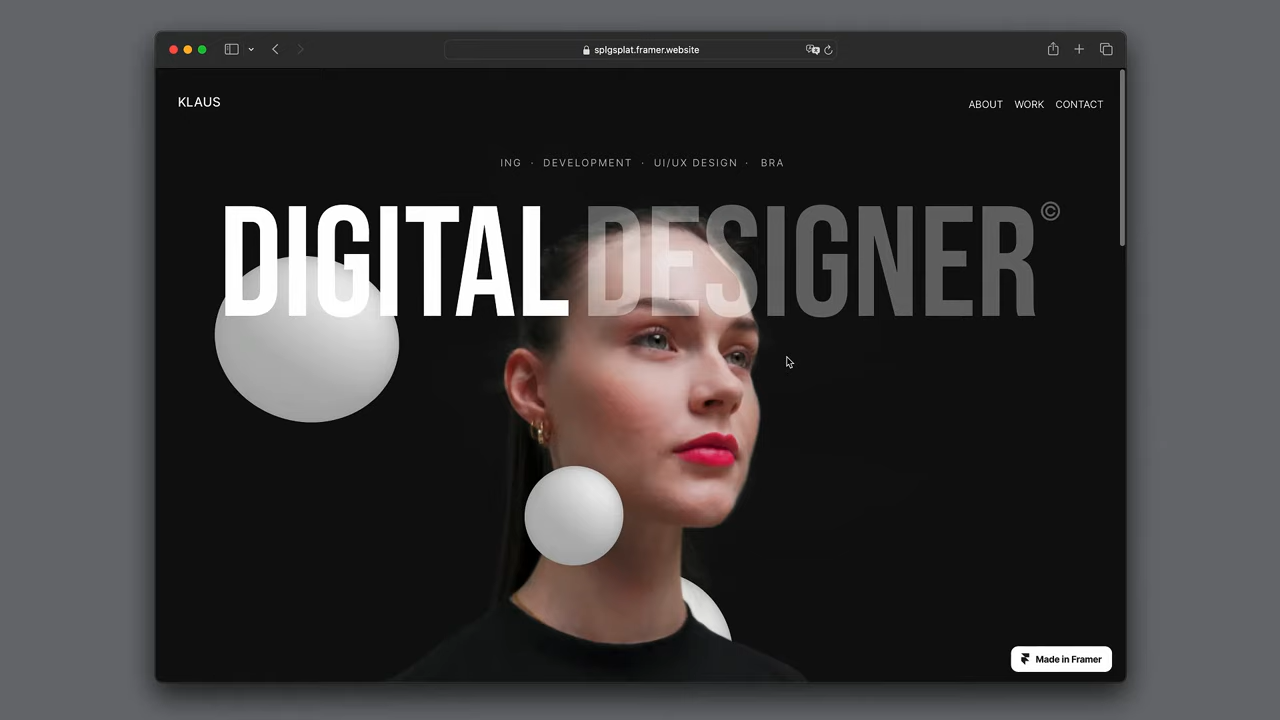 splgsplat.framer.website
KLAUS
ABOUT WORK CONTACT
ING · DEVELOPMENT · UI/UX DESIGN · BRA
DIGITAL DESIGNER©
Made in Framer